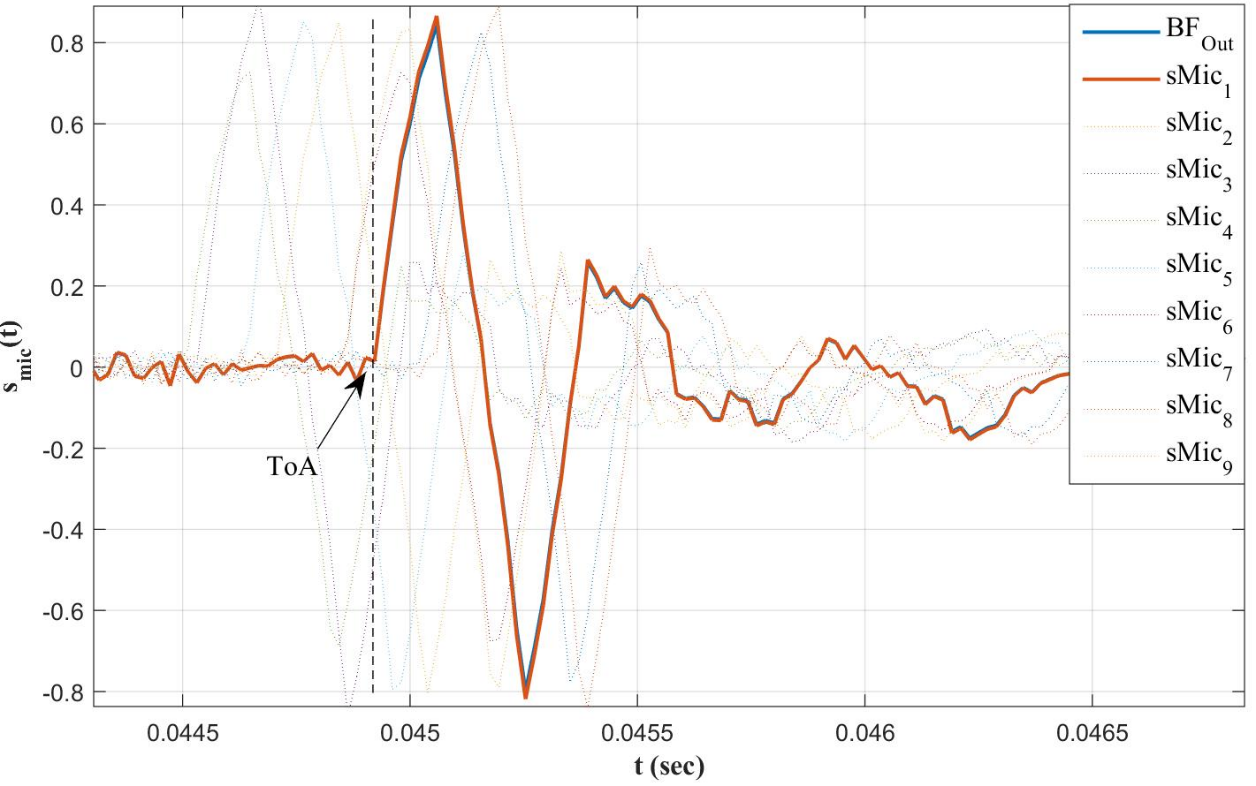 0.8
0.6
0.4
0.2
0
-0.2
-0.4
-0.6
-0.8
s_mic(t)
ToA
0.0445
0.045
0.0455
0.046
0.0465
t (sec)
BF_Out
sMic_1
sMic_2
sMic_3
sMic_4
sMic_5
sMic_6
sMic_7
sMic_8
sMic_9